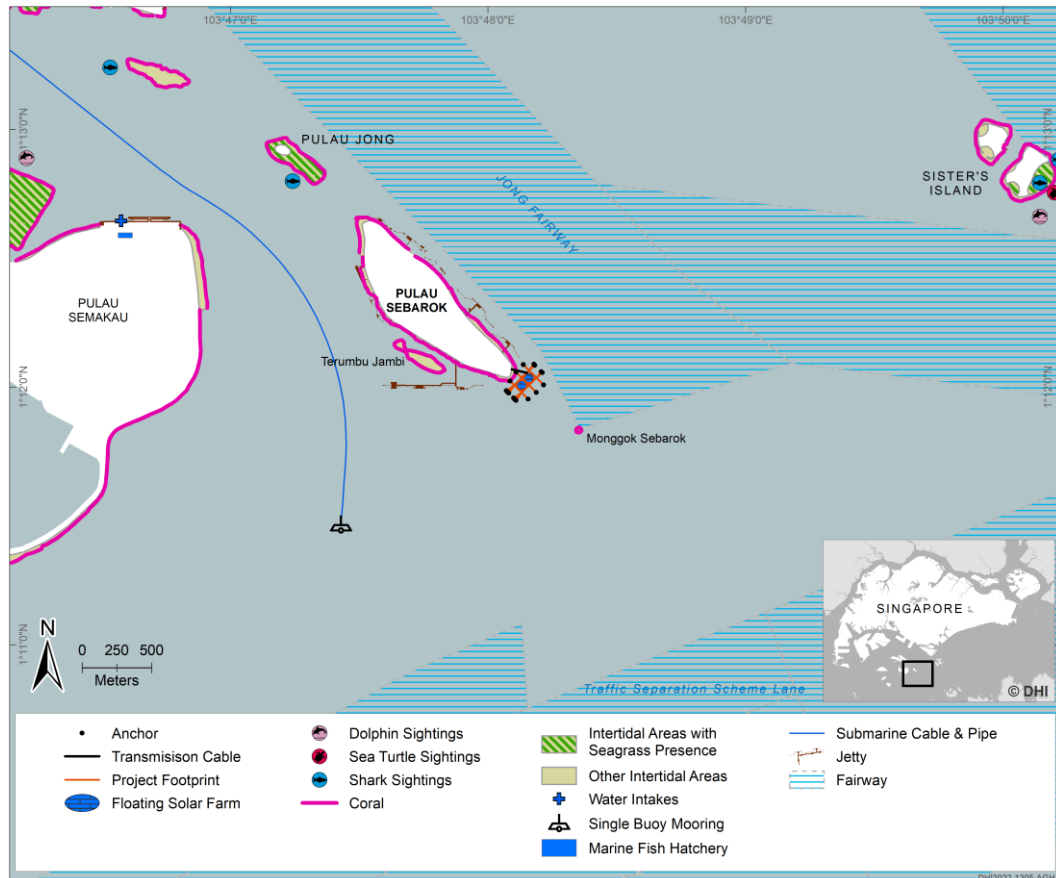 103°47'0"E
103°48'0"E
103°49'0"E
103°50'0"E
1°13'0"N
1°13'0"N
PULAU JONG
SISTER'S
ISLAND
JONG FAIRWAY
PULAU
SEMAKAU
PULAU
SEBAROK
Terumbu Jambi
1°12'0"N
1°12'0"N
Monggok Sebarok
1°11'0"N
N
0 250 500
Meters
Traffic Separation Scheme Lane
SINGAPORE
© DHI
Anchor
Transmisison Cable
Project Footprint
Floating Solar Farm
Dolphin Sightings
Sea Turtle Sightings
Shark Sightings
Coral
Intertidal Areas with
Seagrass Presence
Other Intertidal Areas
Water Intakes
Single Buoy Mooring
Marine Fish Hatchery
Submarine Cable & Pipe
Jetty
Fairway